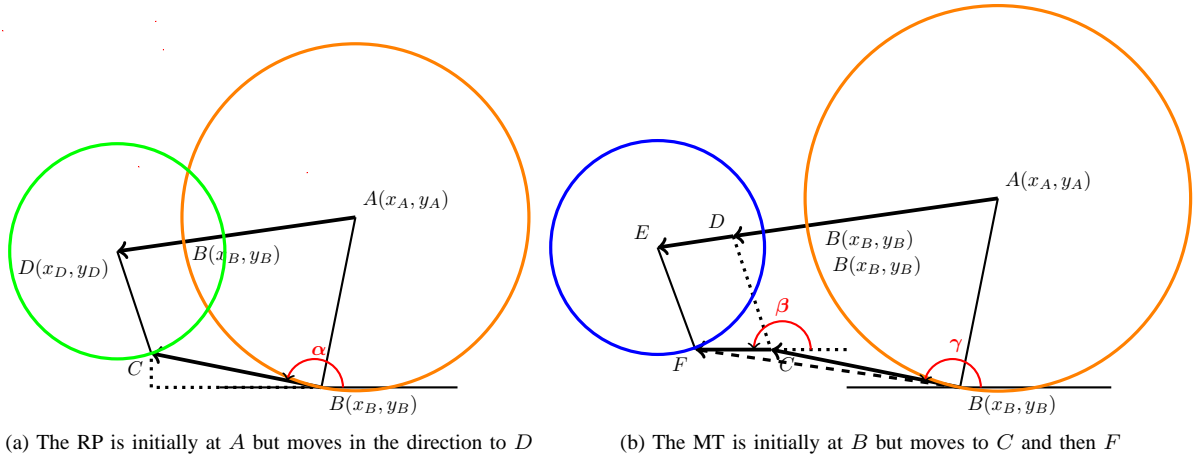 A(x_A, y_A)
B(x_B, y_B)
D(x_D, y_D)
C
α
B(x_B, y_B)
(a) The RP is initially at A but moves in the direction to D
A(x_A, y_A)
D
E
B(x_B, y_B)
B(x_B, y_B)
β
F
C
γ
B(x_B, y_B)
(b) The MT is initially at B but moves to C and then F